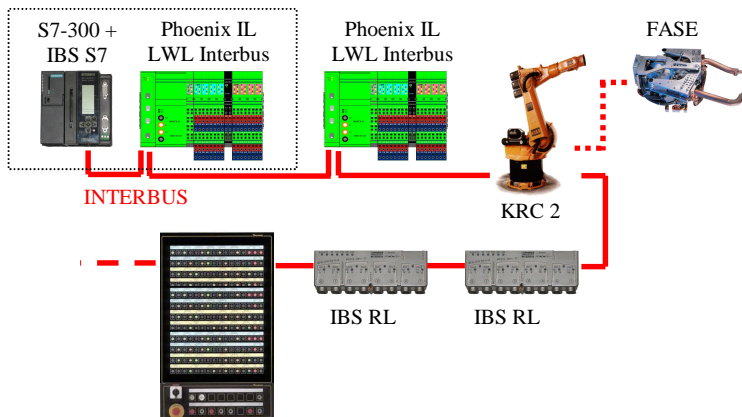 S7-300 +
IBS S7
Phoenix IL
LWL Interbus
Phoenix IL
LWL Interbus
FASE
INTERBUS
KRC 2
IBS RL
IBS RL